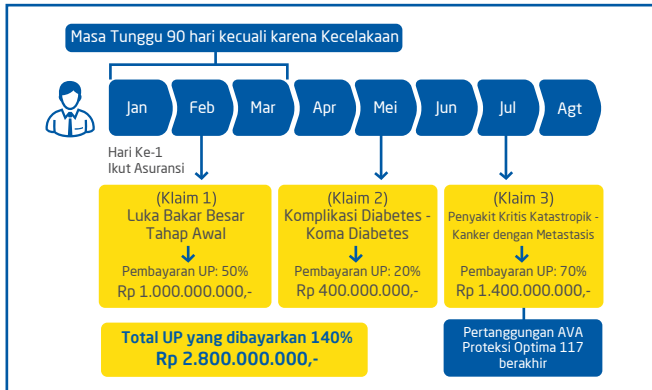 Masa Tunggu 90 hari kecuali karena Kecelakaan
Jan Feb Mar Apr Mei Jun Jul Agt
Hari Ke-1
Ikut Asuransi
(Klaim 1)
Luka Bakar Besar
Tahap Awal
Pembayaran UP: 50%
Rp 1.000.000.000,-
(Klaim 2)
Komplikasi Diabetes -
Koma Diabetes
Pembayaran UP: 20%
Rp 400.000.000,-
(Klaim 3)
Penyakit Kritis Katastropik -
Kanker dengan Metastasis
Pembayaran UP: 70%
Rp 1.400.000.000,-
Total UP yang dibayarkan 140%
Rp 2.800.000.000,-
Pertanggungan AVA
Proteksi Optima 117
berakhir